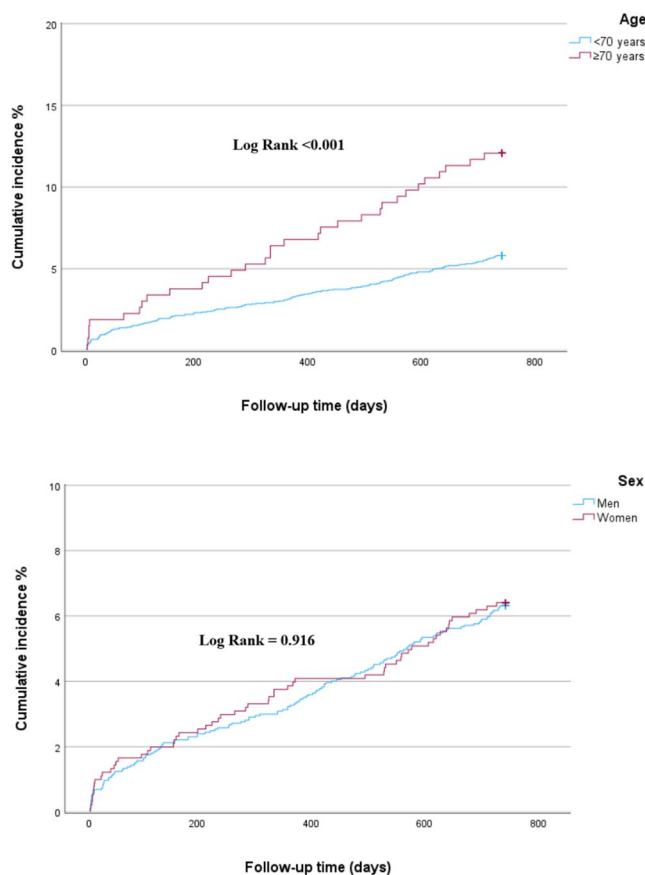 Age
<70 years
≥70 years
20
15
10
5
0
Cumulative incidence %
Log Rank <0.001
0 200 400 600 800
Follow-up time (days)
Sex
Men
Women
10
8
6
4
2
0
Cumulative incidence %
Log Rank = 0.916
0 200 400 600 800
Follow-up time (days)